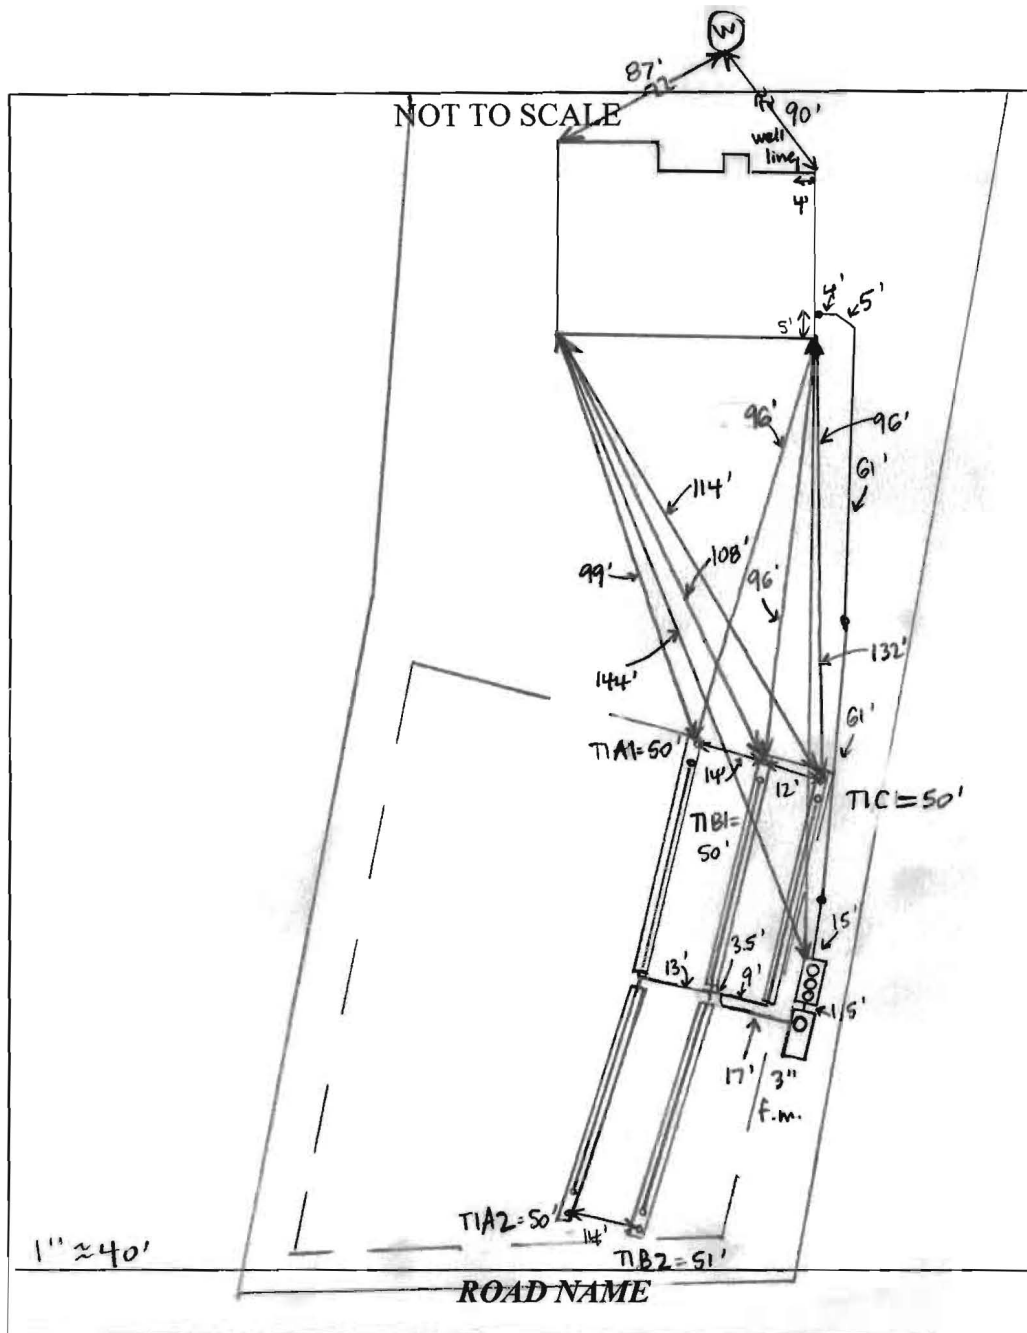 W
87'
NOT TO SCALE
90'
well
line
4'
4'
5'
5'
96'
96'
61'
114'
108'
99'
96'
144'
132'
61'
T1A1=50'
14'
12'
T1C1=50'
T1B1=
50'
15'
3.5'
13'
9'
1.5'
17'
3"
f.m.
T1A2=50'
14'
T1B2=51'
1" ≈40'
ROAD NAME